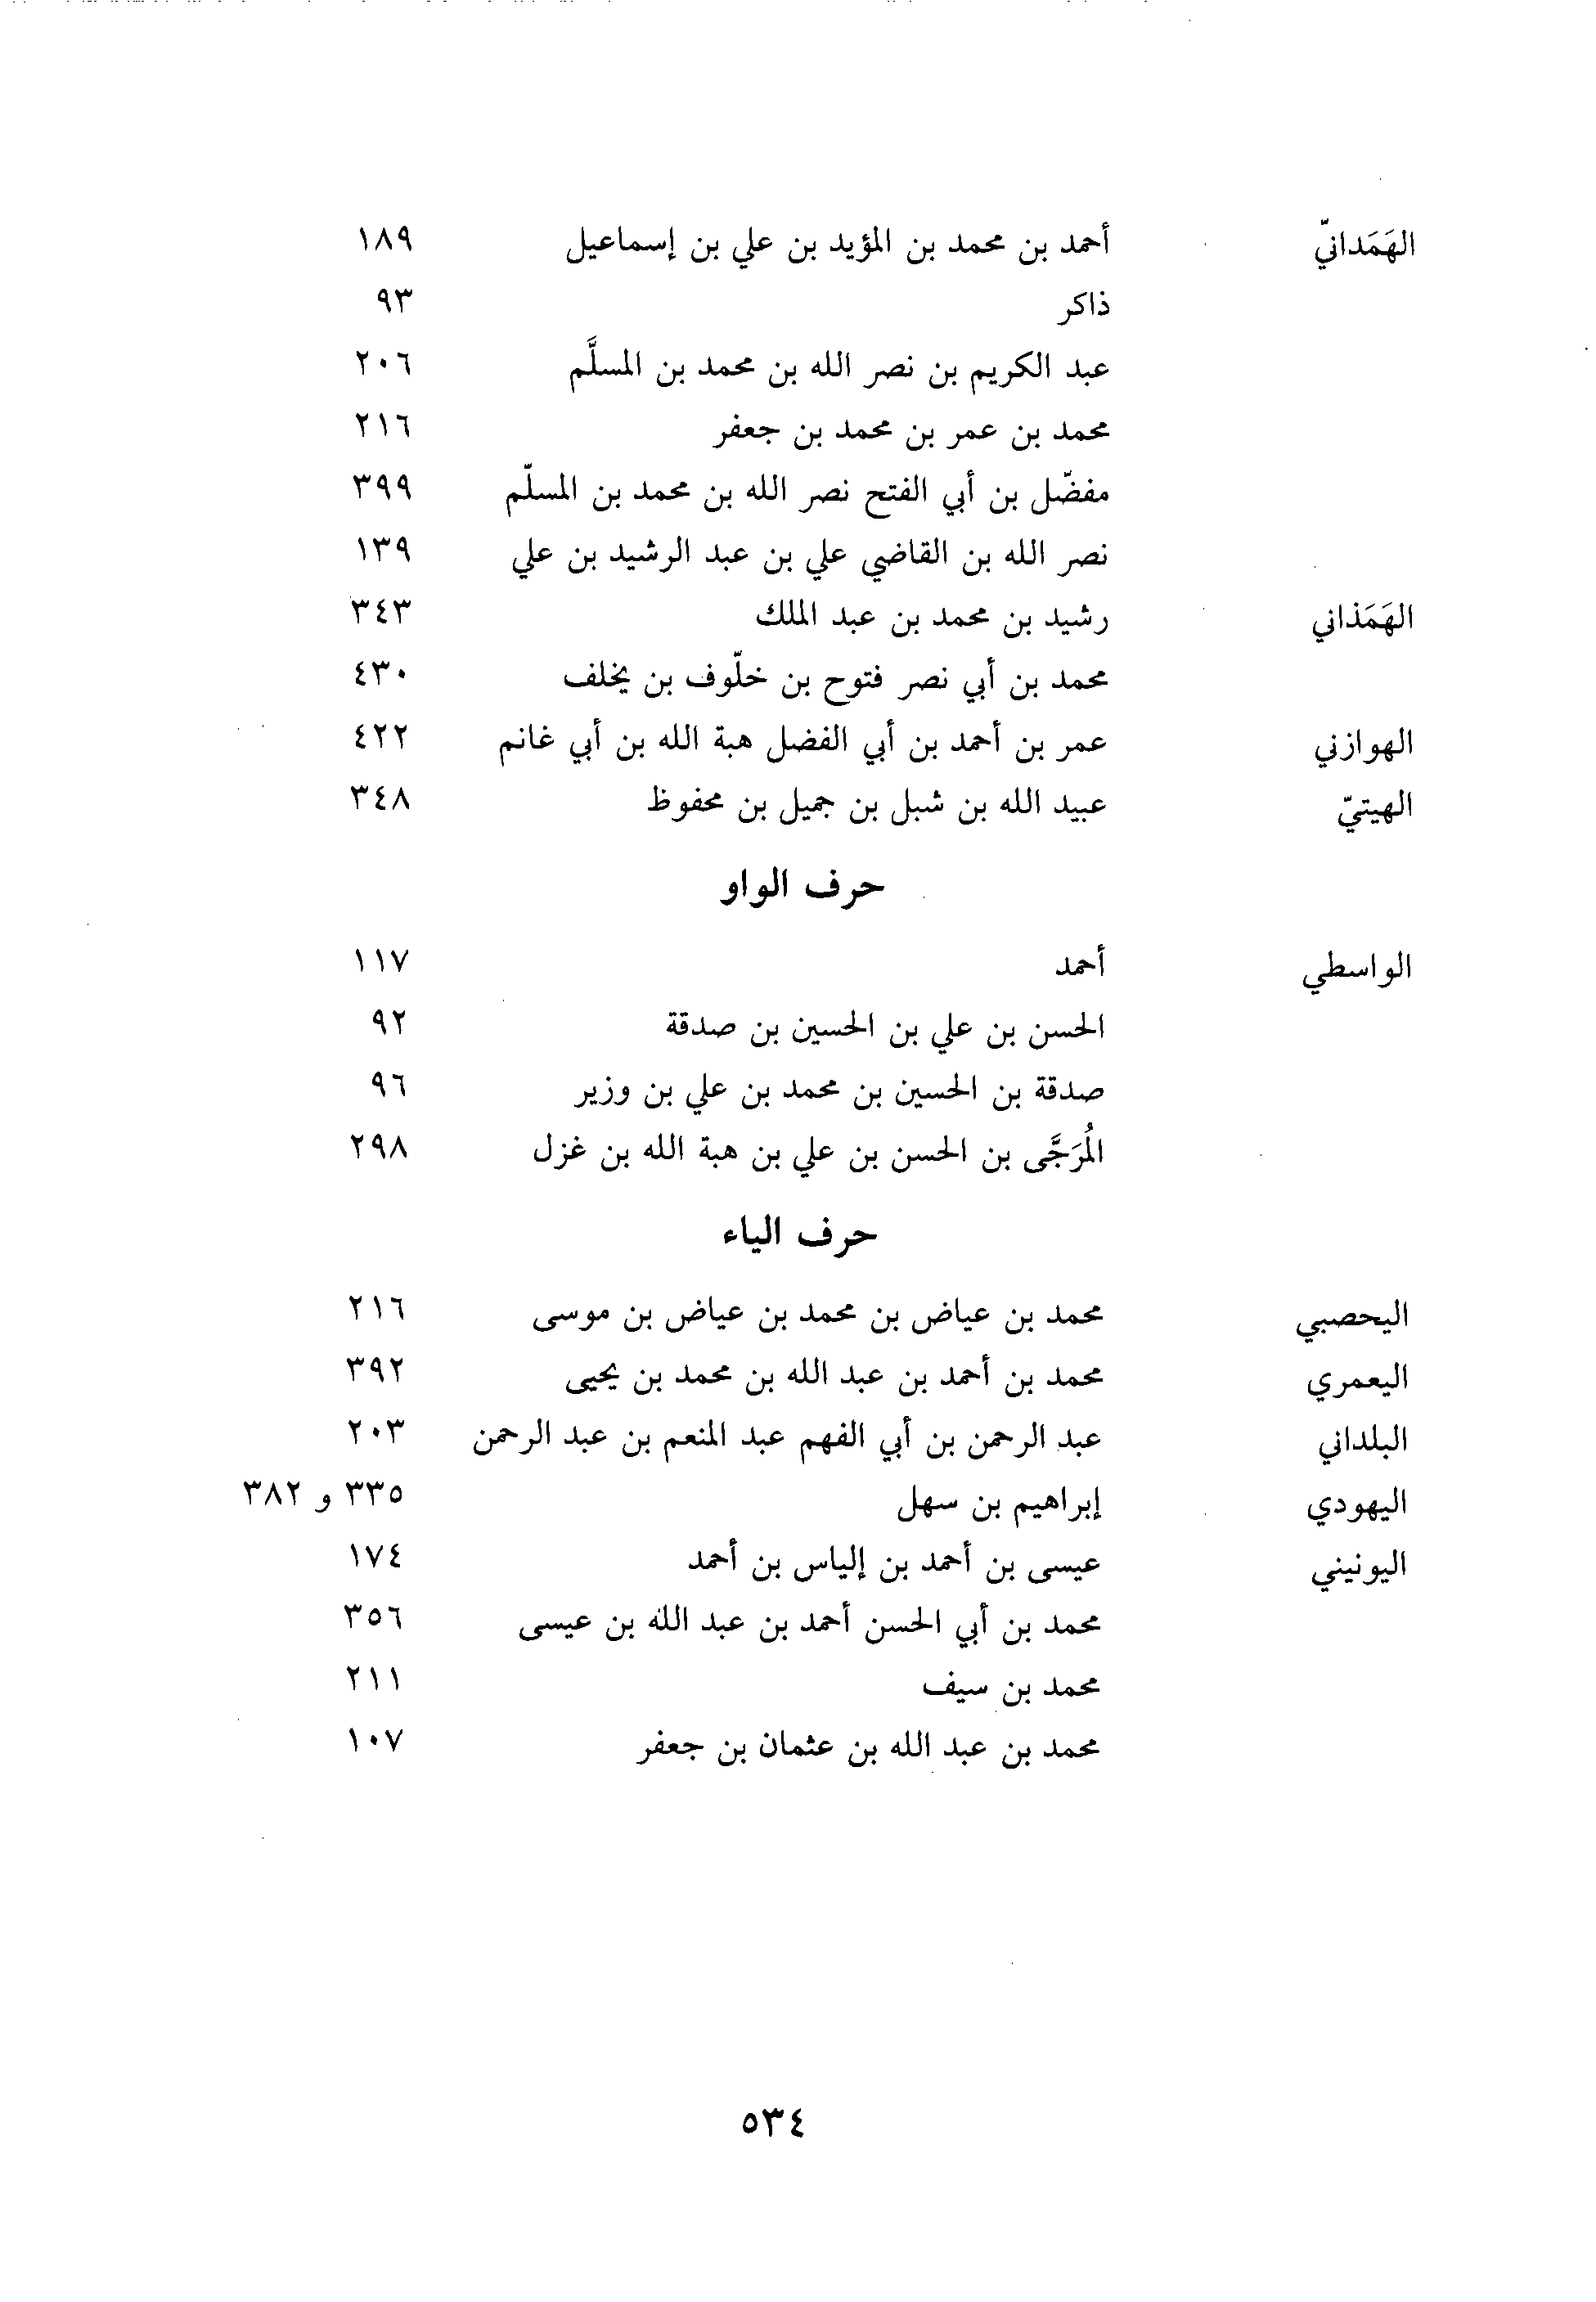 الهَمَدانيّ أحمد بن محمد بن المؤيد بن علي بن إسماعيل ١٨٩
ذاكر ٩٣
عبد الكريم بن نصر الله بن محمد بن المسلَّم ٢٠٦
محمد بن عمر بن محمد بن جعفر ٢١٦
مفضّل بن أبي الفتح نصر الله بن محمد بن المسلّم ٣٩٩
نصر الله بن القاضي علي بن عبد الرشيد بن علي ١٣٩
الهَمَذاني رشيد بن محمد بن عبد الملك ٣٤٣
محمد بن أبي نصر فتوح بن خلّوف بن يخلف ٤٣٠
الهوازني عمر بن أحمد بن أبي الفضل هبة الله بن أبي غانم ٤٢٢
الهيتيّ عبيد الله بن شبل بن جميل بن محفوظ ٣٤٨
حرف الواو
الواسطي أحمد ١١٧
الحسن بن علي بن الحسين بن صدقة ٩٢
صدقة بن الحسين بن محمد بن علي بن وزير ٩٦
المُرَجَّى بن الحسن بن علي بن هبة الله بن غزل ٢٩٨
حرف الياء
اليحصبي محمد بن عياض بن محمد بن عياض بن موسى ٢١٦
اليعمري محمد بن أحمد بن عبد الله بن محمد بن يحيى ٣٩٢
البلداني عبد الرحمن بن أبي الفهم عبد المنعم بن عبد الرحمن ٢٠٣
اليهودي إبراهيم بن سهل ٣٣٥ و ٣٨٢
اليونيني عيسى بن أحمد بن إلياس بن أحمد ١٧٤
محمد بن أبي الحسن أحمد بن عبد الله بن عيسى ٣٥٦
محمد بن سيف ٢١١
محمد بن عبد الله بن عثمان بن جعفر ١٠٧
٥٣٤